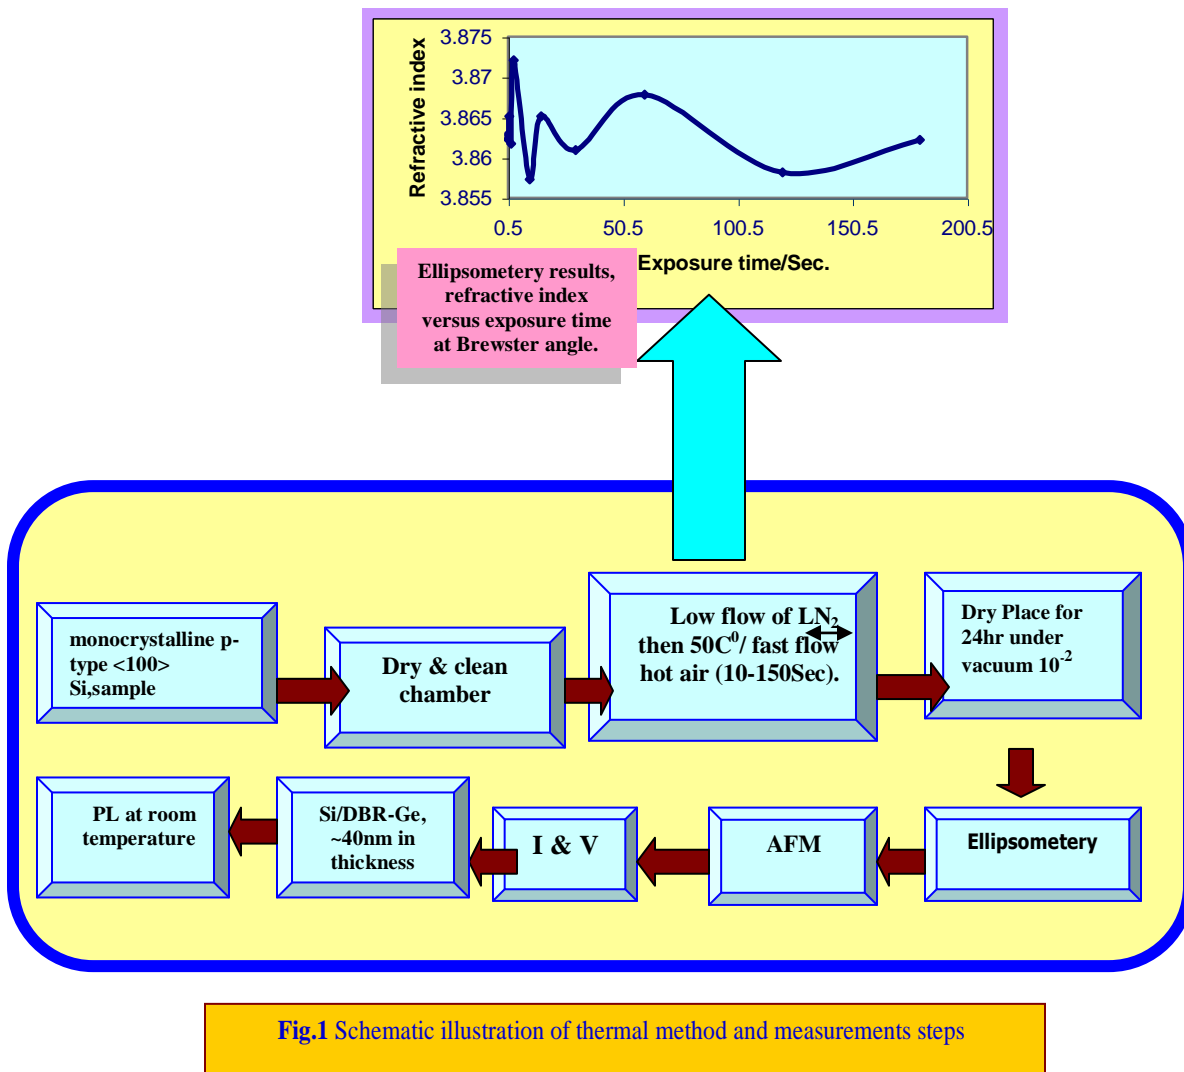 3.875
3.87
3.865
3.86
3.855
Refractive index
0.5 50.5 100.5 150.5 200.5
Exposure time/Sec.
Ellipsometery results,
refractive index
versus exposure time
at Brewster angle.
monocrystalline p-
type <100>
Si,sample
Dry & clean
chamber
Low flow of LN2
then 50C0/ fast flow
hot air (10-150Sec).
Dry Place for
24hr under
vacuum 10-2
PL at room
temperature
Si/DBR-Ge,
~40nm in
thickness
I & V
AFM
Ellipsometery
Fig.1 Schematic illustration of thermal method and measurements steps